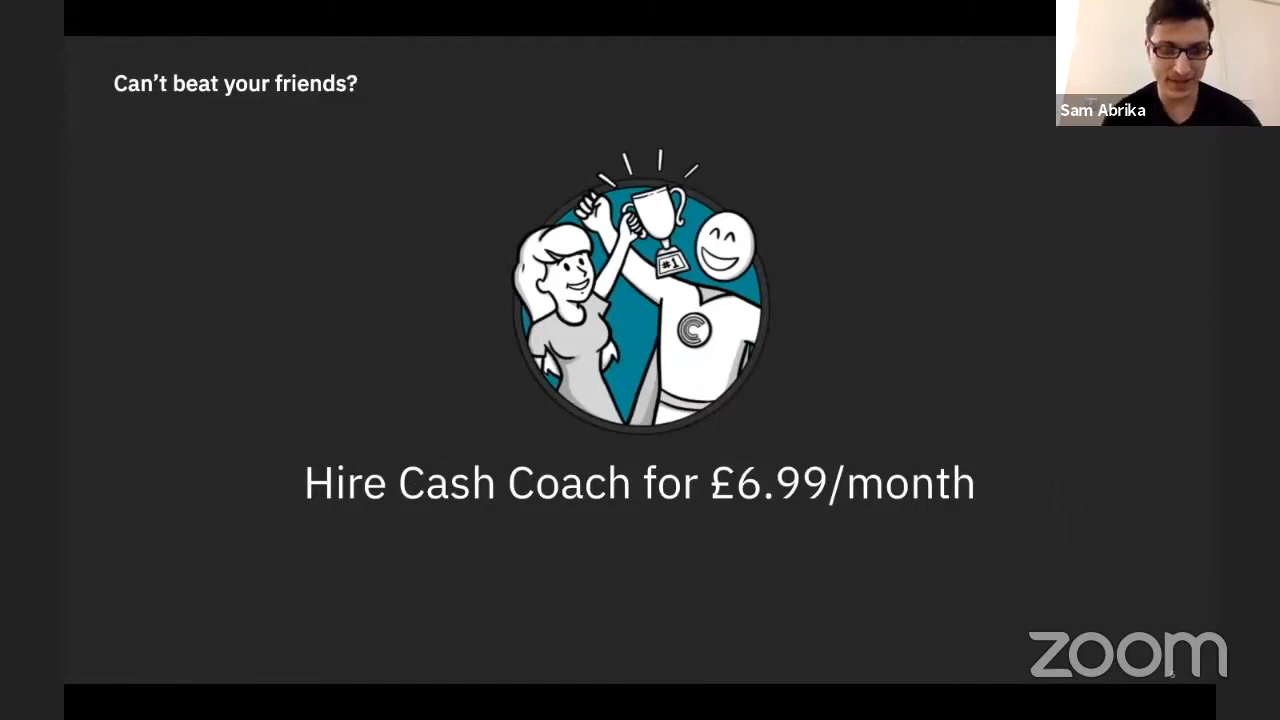 Can't beat your friends?
Sam Abrika
#1
C
Hire Cash Coach for £6.99/month
zoom